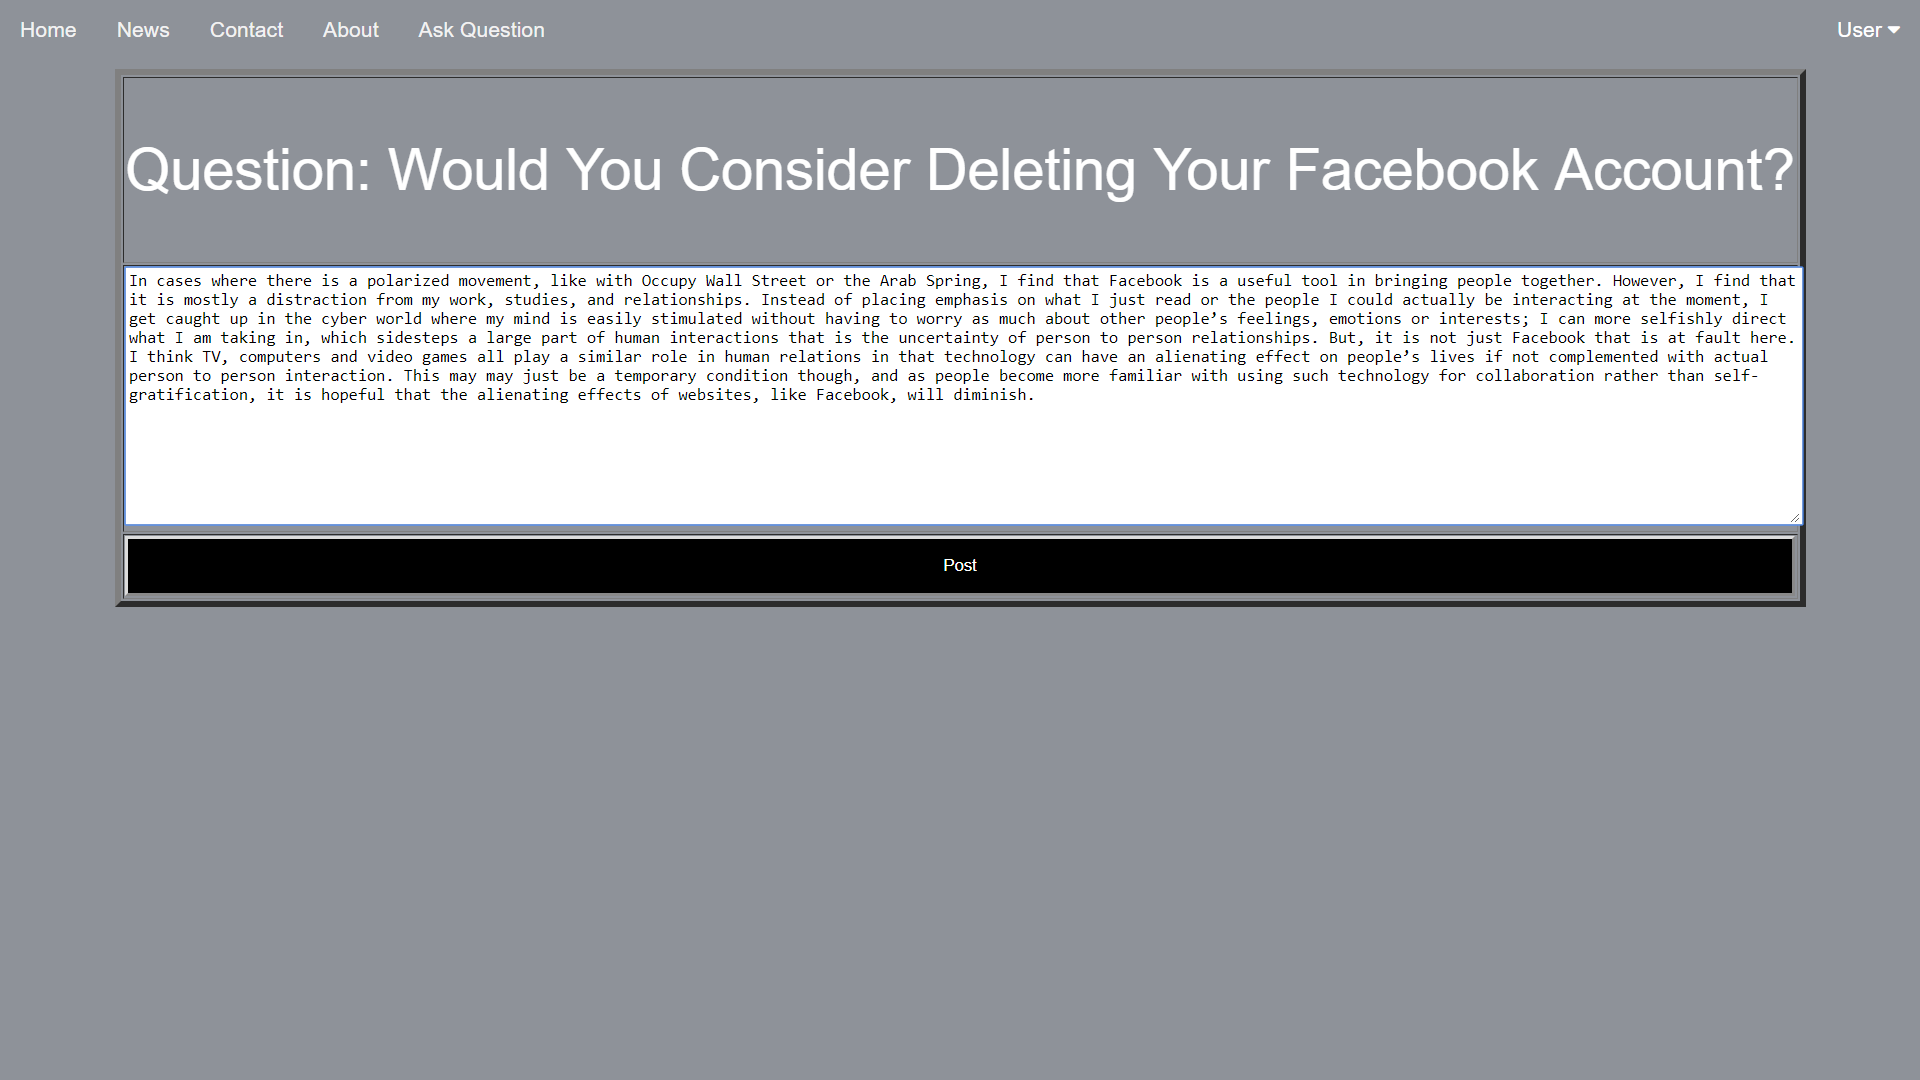 Home News Contact About Ask Question User
Question: Would You Consider Deleting Your Facebook Account?
In cases where there is a polarized movement, like with Occupy Wall Street or the Arab Spring, I find that Facebook is a useful tool in bringing people together. However, I find that
it is mostly a distraction from my work, studies, and relationships. Instead of placing emphasis on what I just read or the people I could actually be interacting at the moment, I
get caught up in the cyber world where my mind is easily stimulated without having to worry as much about other people’s feelings, emotions or interests; I can more selfishly direct
what I am taking in, which sidesteps a large part of human interactions that is the uncertainty of person to person relationships. But, it is not just Facebook that is at fault here.
I think TV, computers and video games all play a similar role in human relations in that technology can have an alienating effect on people’s lives if not complemented with actual
person to person interaction. This may may just be a temporary condition though, and as people become more familiar with using such technology for collaboration rather than self-
gratification, it is hopeful that the alienating effects of websites, like Facebook, will diminish.
Post